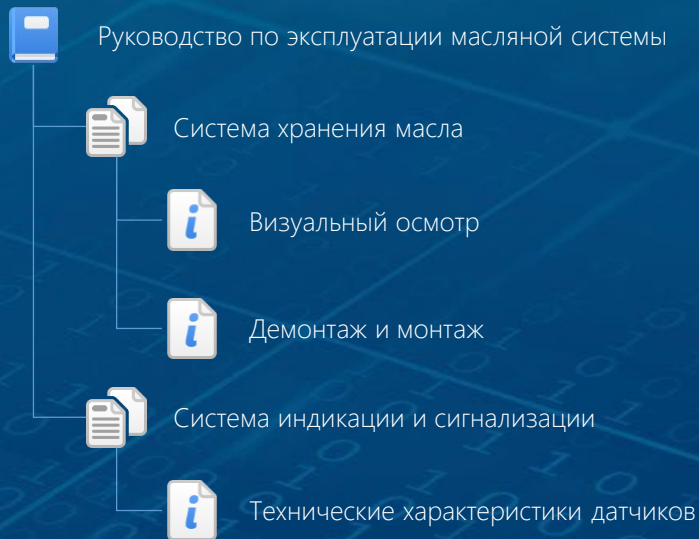 Руководство по эксплуатации масляной системы
Система хранения масла
Визуальный осмотр
Демонтаж и монтаж
Система индикации и сигнализации
Технические характеристики датчиков